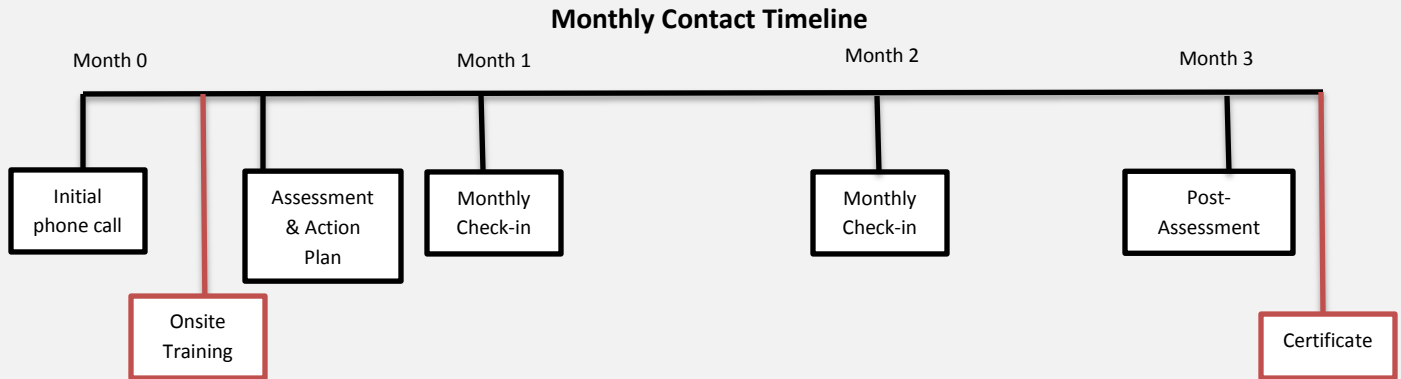 Monthly Contact Timeline
Month 0
Month 1
Month 2
Month 3
Initial
phone call
Assessment
& Action
Plan
Monthly
Check-in
Monthly
Check-in
Post-
Assessment
Onsite
Training
Certificate